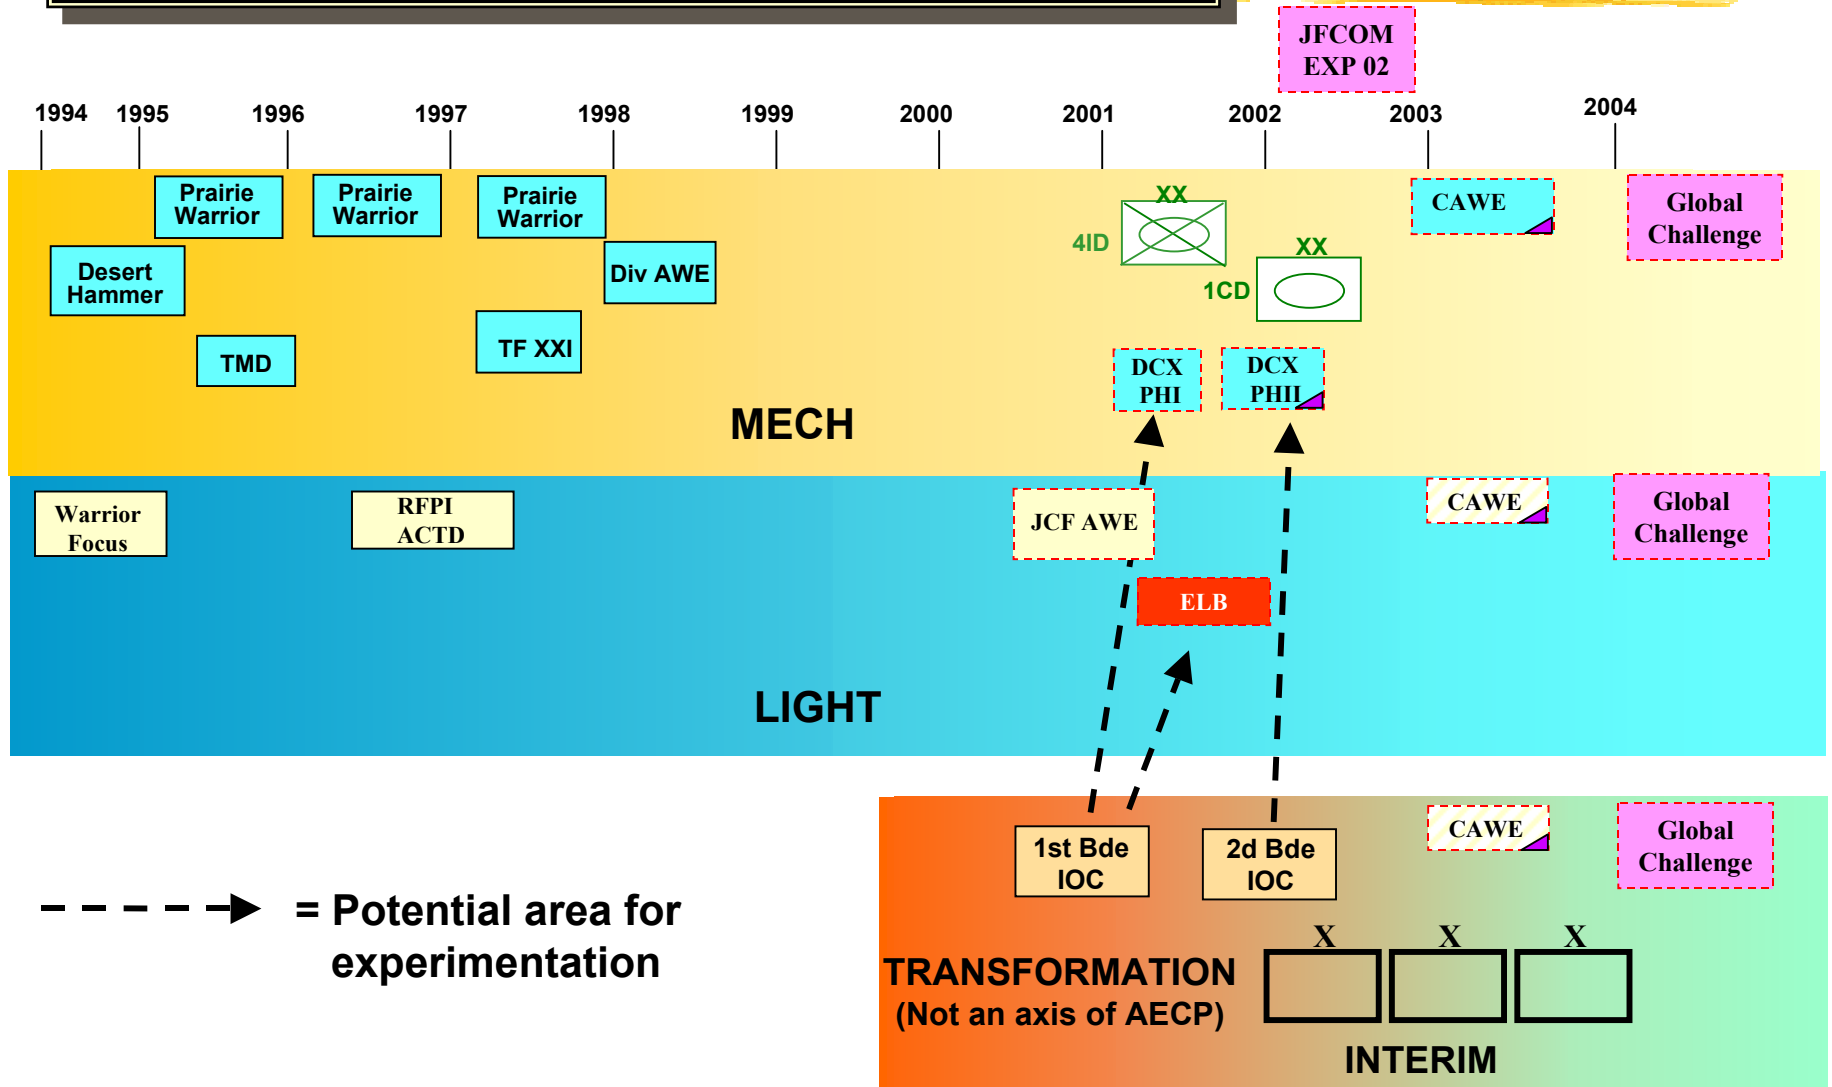 JFCOM
EXP 02
1994 1995 1996 1997 1998 1999 2000 2001 2002 2003 2004
Prairie
Warrior
Prairie
Warrior
Prairie
Warrior
Desert
Hammer
Div AWE
TMD
TF XXI
XX
4ID
XX
1CD
CAWE
Global
Challenge
DCX
PHI
DCX
PHII
MECH
Warrior
Focus
RFPI
ACTD
JCF AWE
CAWE
Global
Challenge
ELB
LIGHT
1st Bde
IOC
2d Bde
IOC
CAWE
Global
Challenge
= Potential area for
experimentation
X X X
TRANSFORMATION
(Not an axis of AECP)
INTERIM